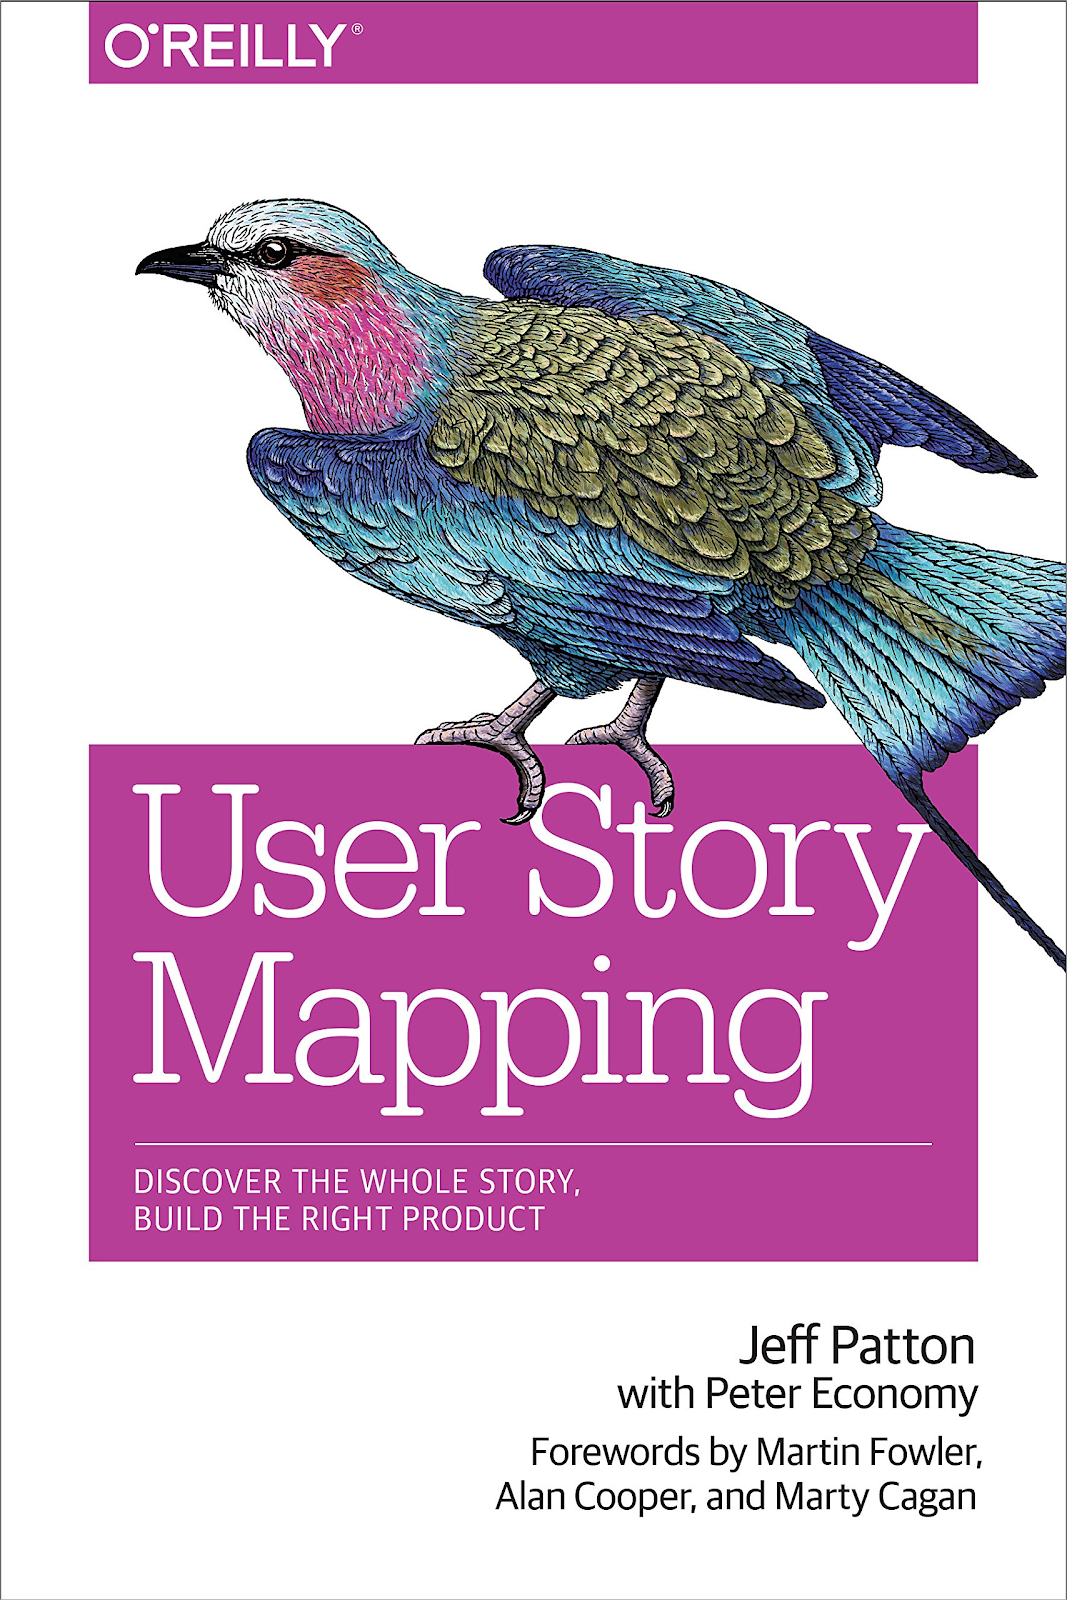 O'REILLY®
User Story
Mapping
DISCOVER THE WHOLE STORY,
BUILD THE RIGHT PRODUCT
Jeff Patton
with Peter Economy
Forewords by Martin Fowler,
Alan Cooper, and Marty Cagan